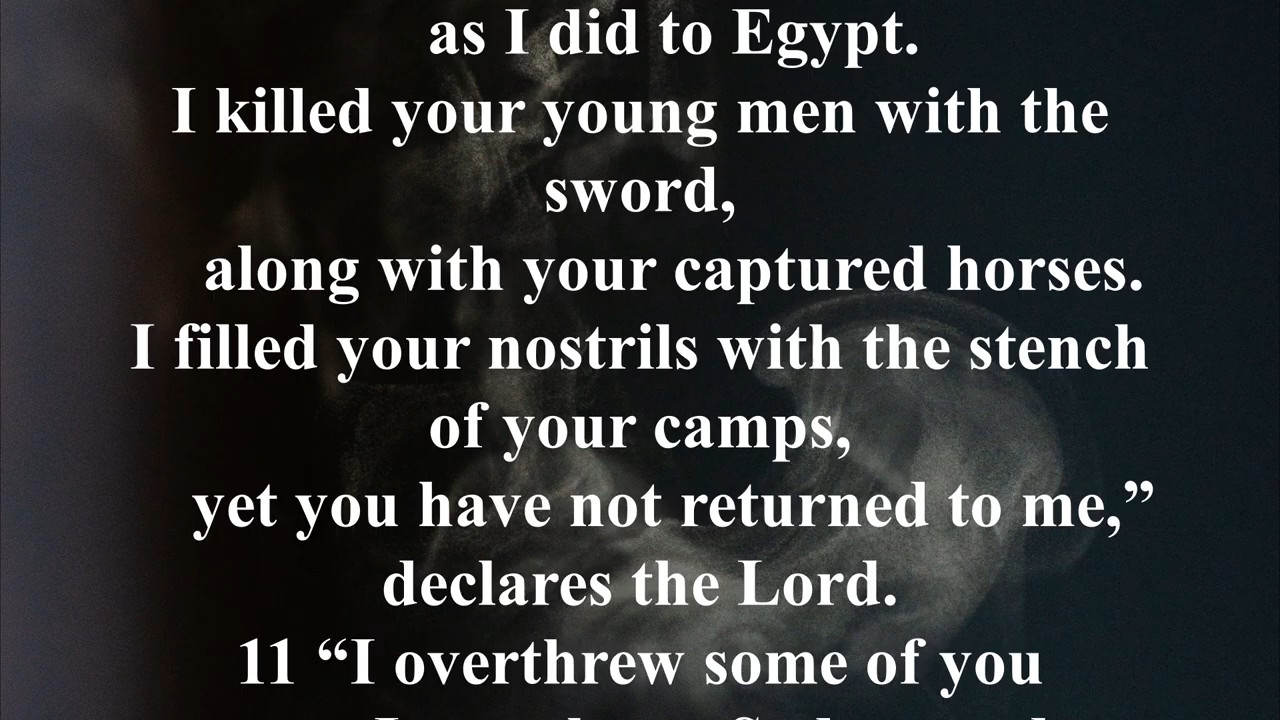 as I did to Egypt.
I killed your young men with the
sword,
along with your captured horses.
I filled your nostrils with the stench
of your camps,
yet you have not returned to me,”
declares the Lord.
11 “I overthrew some of you